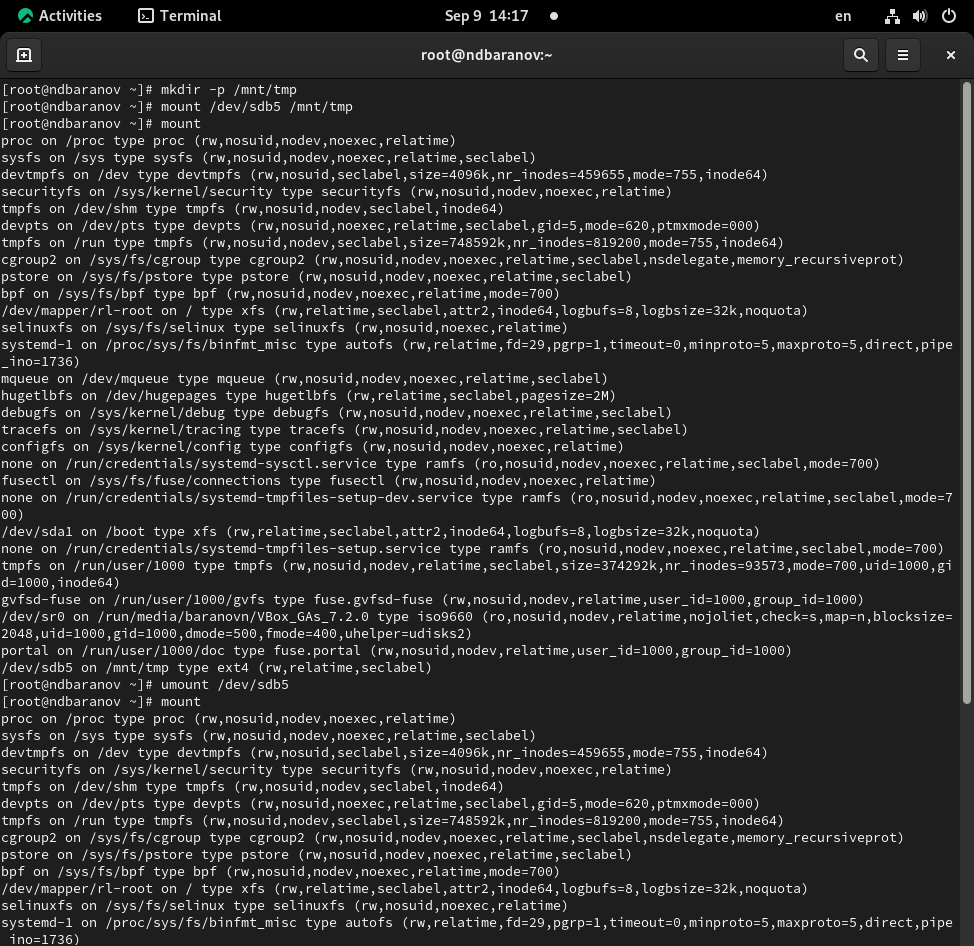 Activities Terminal Sep 9 14:17 en
root@ndbaranov:~
[root@ndbaranov ~]# mkdir -p /mnt/tmp
[root@ndbaranov ~]# mount /dev/sdb5 /mnt/tmp
[root@ndbaranov ~]# mount
proc on /proc type proc (rw,nosuid,nodev,noexec,relatime)
sysfs on /sys type sysfs (rw,nosuid,nodev,noexec,relatime,seclabel)
devtmpfs on /dev type devtmpfs (rw,nosuid,seclabel,size=4096k,nr_inodes=459655,mode=755,inode64)
securityfs on /sys/kernel/security type securityfs (rw,nosuid,nodev,noexec,relatime)
tmpfs on /dev/shm type tmpfs (rw,nosuid,nodev,seclabel,inode64)
devpts on /dev/pts type devpts (rw,nosuid,noexec,relatime,seclabel,gid=5,mode=620,ptmxmode=000)
tmpfs on /run type tmpfs (rw,nosuid,nodev,seclabel,size=748592k,nr_inodes=819200,mode=755,inode64)
cgroup2 on /sys/fs/cgroup type cgroup2 (rw,nosuid,nodev,noexec,relatime,seclabel,nsdelegate,memory_recursiveprot)
pstore on /sys/fs/pstore type pstore (rw,nosuid,nodev,noexec,relatime,seclabel)
bpf on /sys/fs/bpf type bpf (rw,nosuid,nodev,noexec,relatime,mode=700)
/dev/mapper/rl-root on / type xfs (rw,relatime,seclabel,attr2,inode64,logbufs=8,logbsize=32k,noquota)
selinuxfs on /sys/fs/selinux type selinuxfs (rw,nosuid,noexec,relatime)
systemd-1 on /proc/sys/fs/binfmt_misc type autofs (rw,relatime,fd=29,pgrp=1,timeout=0,minproto=5,maxproto=5,direct,pipe
_ino=1736)
mqueue on /dev/mqueue type mqueue (rw,nosuid,nodev,noexec,relatime,seclabel)
hugetlbfs on /dev/hugepages type hugetlbfs (rw,relatime,seclabel,pagesize=2M)
debugfs on /sys/kernel/debug type debugfs (rw,nosuid,nodev,noexec,relatime,seclabel)
tracefs on /sys/kernel/tracing type tracefs (rw,nosuid,nodev,noexec,relatime,seclabel)
configfs on /sys/kernel/config type configfs (rw,nosuid,nodev,noexec,relatime)
none on /run/credentials/systemd-sysctl.service type ramfs (ro,nosuid,nodev,noexec,relatime,seclabel,mode=700)
fusectl on /sys/fs/fuse/connections type fusectl (rw,nosuid,nodev,noexec,relatime)
none on /run/credentials/systemd-tmpfiles-setup-dev.service type ramfs (ro,nosuid,nodev,noexec,relatime,seclabel,mode=7
00)
/dev/sda1 on /boot type xfs (rw,relatime,seclabel,attr2,inode64,logbufs=8,logbsize=32k,noquota)
none on /run/credentials/systemd-tmpfiles-setup.service type ramfs (ro,nosuid,nodev,noexec,relatime,seclabel,mode=700)
tmpfs on /run/user/1000 type tmpfs (rw,nosuid,nodev,relatime,seclabel,size=374292k,nr_inodes=93573,mode=700,uid=1000,gi
d=1000,inode64)
gvfsd-fuse on /run/user/1000/gvfs type fuse.gvfsd-fuse (rw,nosuid,nodev,relatime,user_id=1000,group_id=1000)
/dev/sr0 on /run/media/baranovn/VBox_GAs_7.2.0 type iso9660 (ro,nosuid,nodev,relatime,nojoliet,check=s,map=n,blocksize=
2048,uid=1000,gid=1000,dmode=500,fmode=400,uhelper=udisks2)
portal on /run/user/1000/doc type fuse.portal (rw,nosuid,nodev,relatime,user_id=1000,group_id=1000)
/dev/sdb5 on /mnt/tmp type ext4 (rw,relatime,seclabel)
[root@ndbaranov ~]# umount /dev/sdb5
[root@ndbaranov ~]# mount
proc on /proc type proc (rw,nosuid,nodev,noexec,relatime)
sysfs on /sys type sysfs (rw,nosuid,nodev,noexec,relatime,seclabel)
devtmpfs on /dev type devtmpfs (rw,nosuid,seclabel,size=4096k,nr_inodes=459655,mode=755,inode64)
securityfs on /sys/kernel/security type securityfs (rw,nosuid,nodev,noexec,relatime)
tmpfs on /dev/shm type tmpfs (rw,nosuid,nodev,seclabel,inode64)
devpts on /dev/pts type devpts (rw,nosuid,noexec,relatime,seclabel,gid=5,mode=620,ptmxmode=000)
tmpfs on /run type tmpfs (rw,nosuid,nodev,seclabel,size=748592k,nr_inodes=819200,mode=755,inode64)
cgroup2 on /sys/fs/cgroup type cgroup2 (rw,nosuid,nodev,noexec,relatime,seclabel,nsdelegate,memory_recursiveprot)
pstore on /sys/fs/pstore type pstore (rw,nosuid,nodev,noexec,relatime,seclabel)
bpf on /sys/fs/bpf type bpf (rw,nosuid,nodev,noexec,relatime,mode=700)
/dev/mapper/rl-root on / type xfs (rw,relatime,seclabel,attr2,inode64,logbufs=8,logbsize=32k,noquota)
selinuxfs on /sys/fs/selinux type selinuxfs (rw,nosuid,noexec,relatime)
systemd-1 on /proc/sys/fs/binfmt_misc type autofs (rw,relatime,fd=29,pgrp=1,timeout=0,minproto=5,maxproto=5,direct,pipe
_ino=1736)